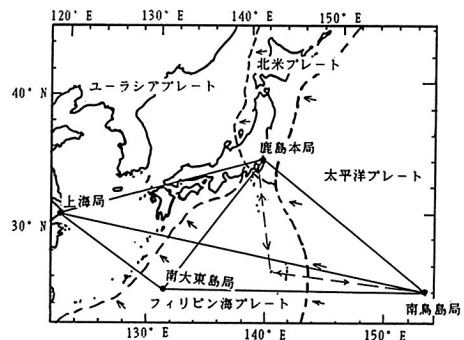 120° E
130° E
140° E
150° E
北米プレート
ユーラシアプレート
40° N
鹿島本局
太平洋プレート
上海局
30° N
南大東島局
フィリピン海プレート
南鳥島局
130° E
140° E
150° E